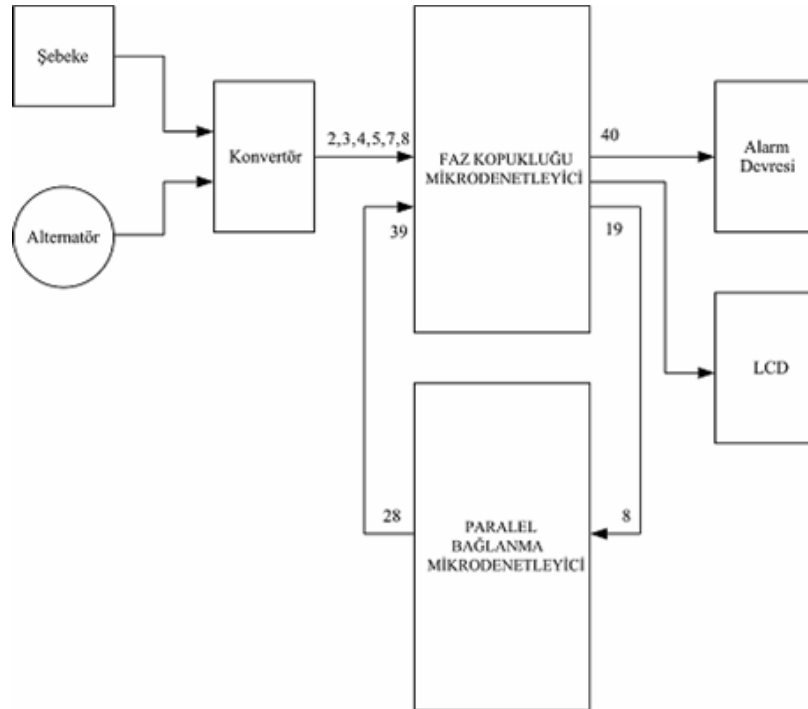 Şebeke
Konvertör
Alternatör
2,3,4,5,7,8
FAZ KOPUKLUĞU
MİKRODENETLEYİCİ
39
40
19
Alarm
Devresi
LCD
28
8
PARALEL
BAĞLANMA
MİKRODENETLEYİCİ